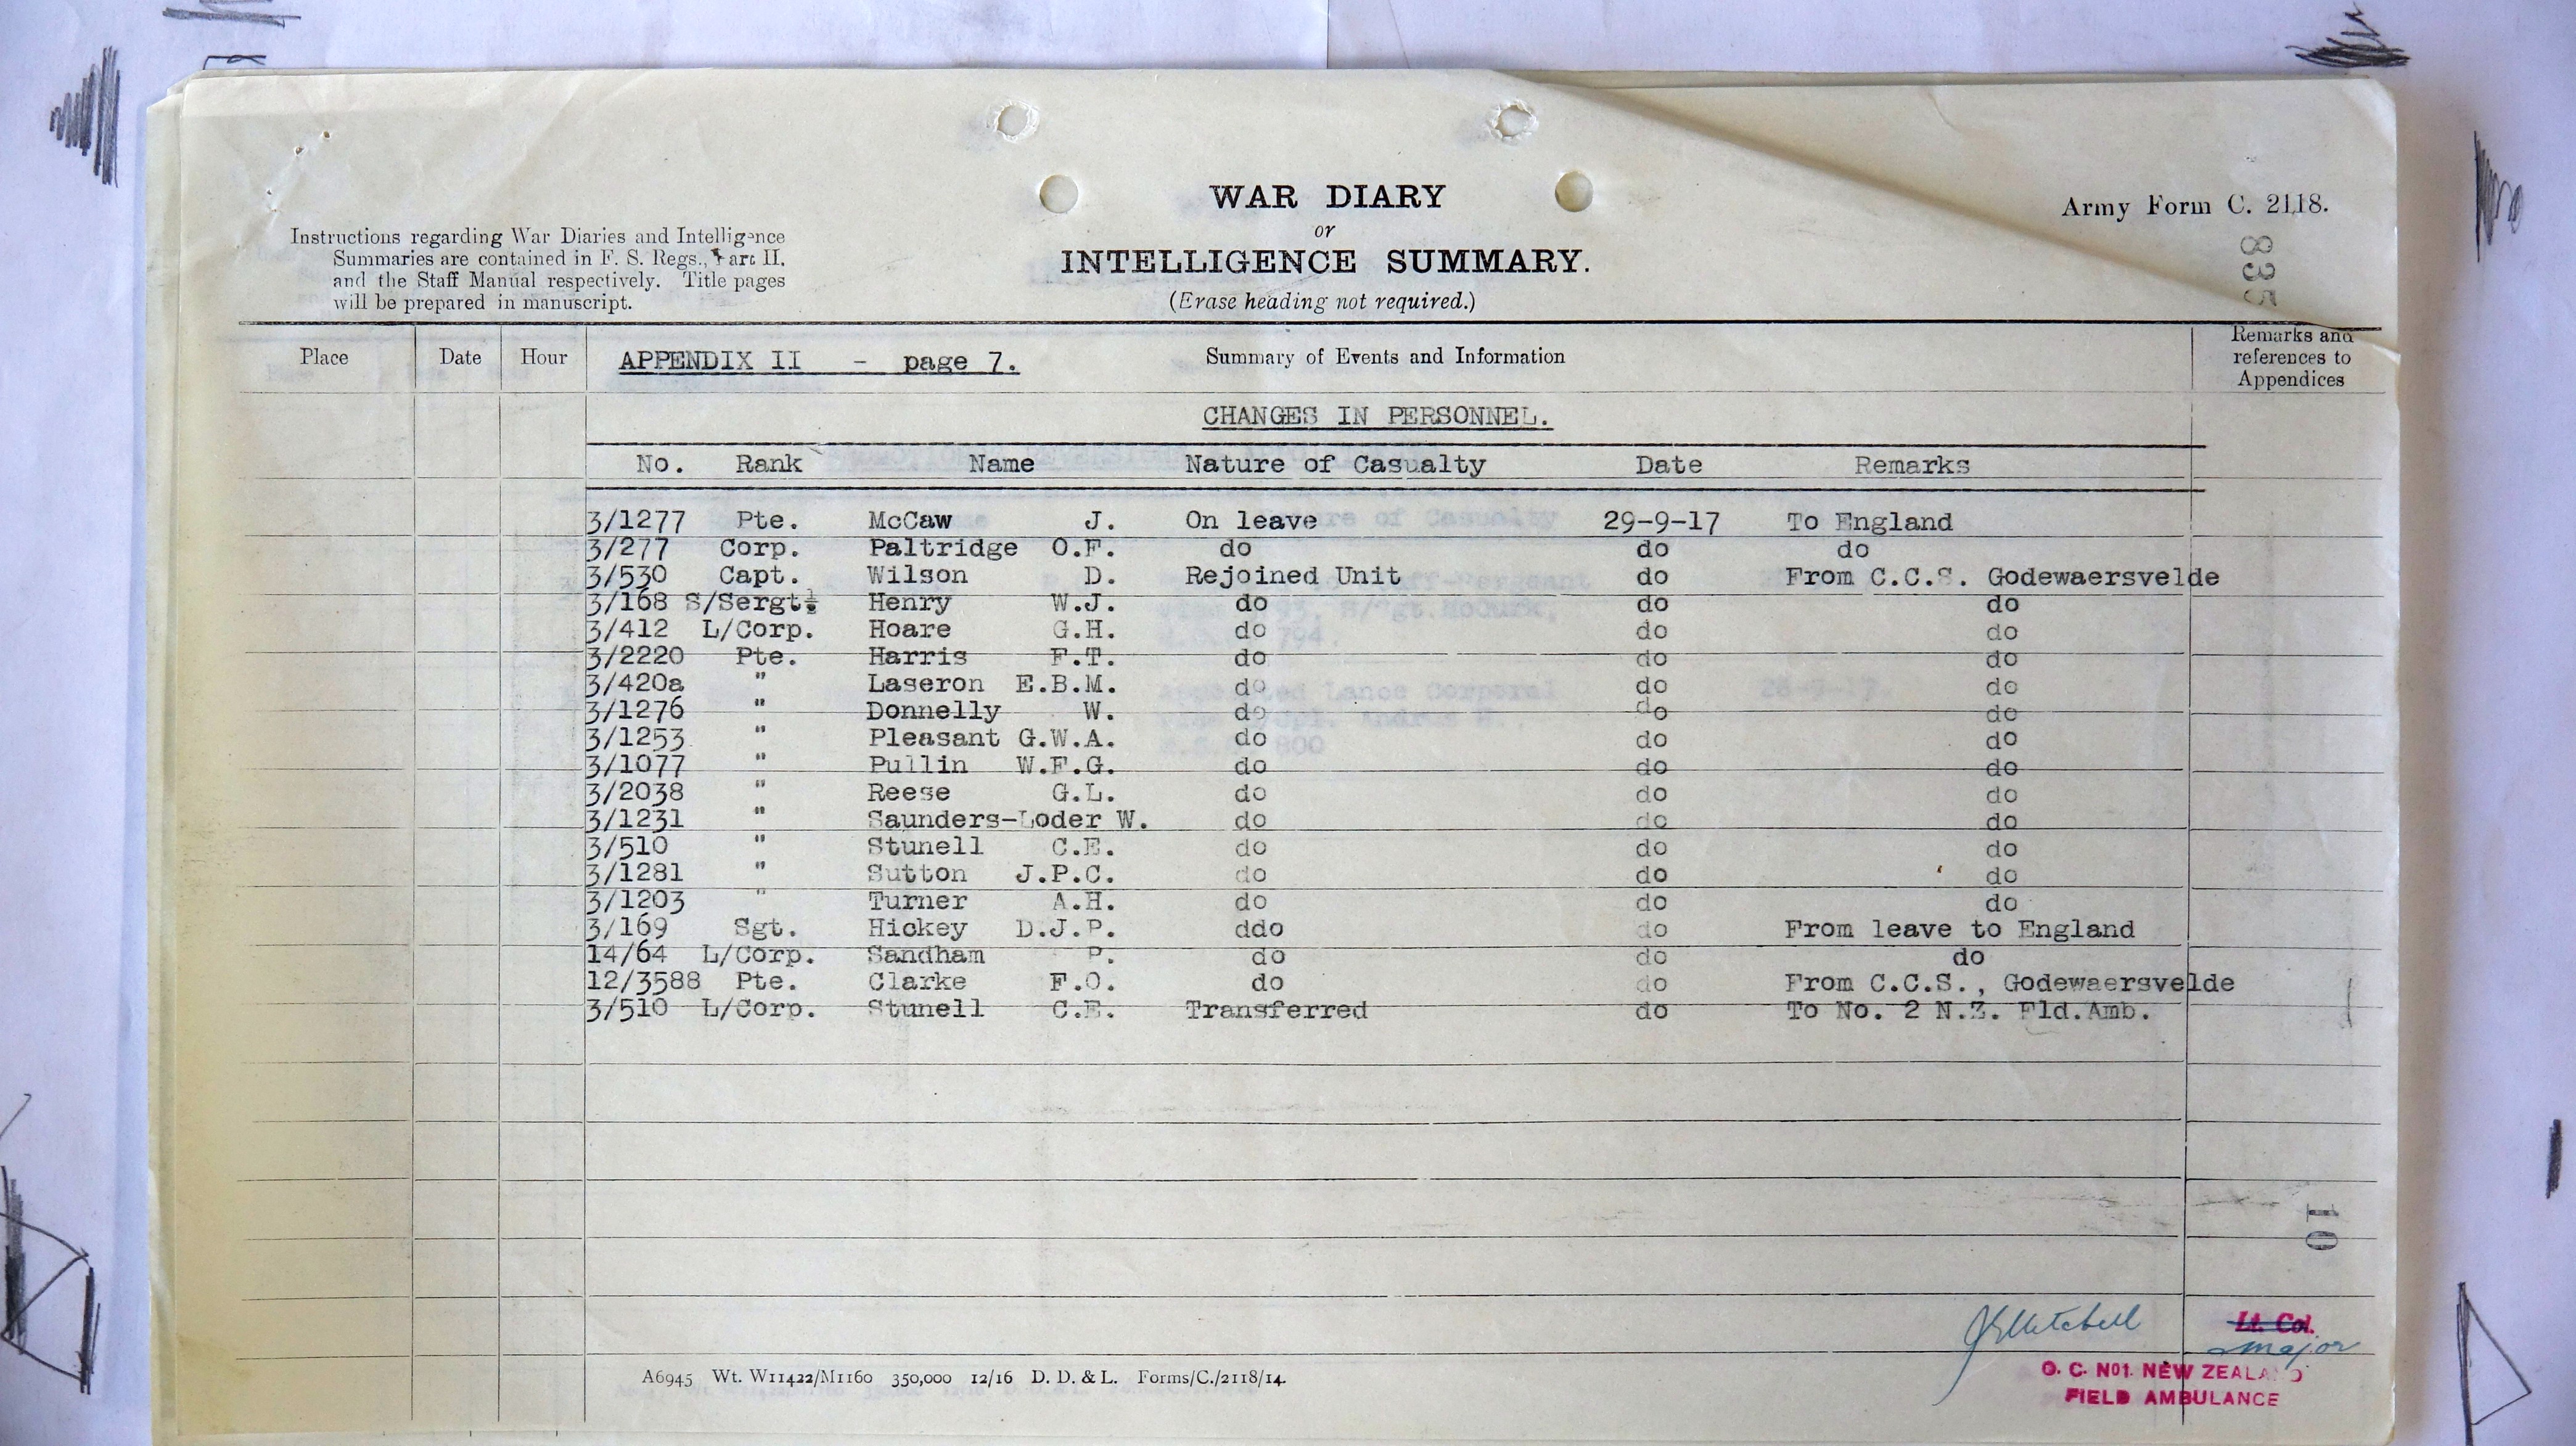 WAR DIARY
or
INTELLIGENCE SUMMARY.
(Erase heading not required.)
Army Form C. 2118.
835
Instructions regarding War Diaries and Intelligence
Summaries are contained in F. S. Regs., Part II.
and the Staff Manual respectively. Title pages
will be prepared in manuscript.
Place Date Hour APPENDIX II - page 7. Summary of Events and Information Remarks and
references to
Appendices
CHANGES IN PERSONNEL.
No. Rank Name Nature of Casualty Date Remarks
3/1277 Pte. McCaw J. On leave 29-9-17 To England
3/277 Corp. Paltridge O.F. do do do
3/530 Capt. Wilson D. Rejoined Unit do From C.C.S. Godewaersvelde
3/168 S/Sergt. Henry W.J. do do do
3/412 L/Corp. Hoare G.H. do do do
3/2220 Pte. Harris F.T. do do do
3/420a " Laseron E.B.M. do do do
3/1276 " Donnelly W. do do do
3/1253 " Pleasant G.W.A. do do do
3/1077 " Pullin W.F.G. do do do
3/2038 " Reese G.L. do do do
3/1231 " Saunders-Loder W. do do do
3/510 " Stunell C.E. do do do
3/1281 " Sutton J.P.C. do do do
3/1203 " Turner A.H. do do do
3/169 Sgt. Hickey D.J.P. ddo do From leave to England
14/64 L/Corp. Sandham P. do do do
12/3588 Pte. Clarke F.O. do do From C.C.S., Godewaersvelde
3/510 L/Corp. Stunell C.E. Transferred do To No. 2 N.Z. Fld.Amb.
10
Mitchell
Lt. Col.
Major
O. C. No1. NEW ZEALAND
FIELD AMBULANCE
A6945 Wt. W11422/M1160 350,000 12/16 D. D. & L. Forms/C./2118/14.